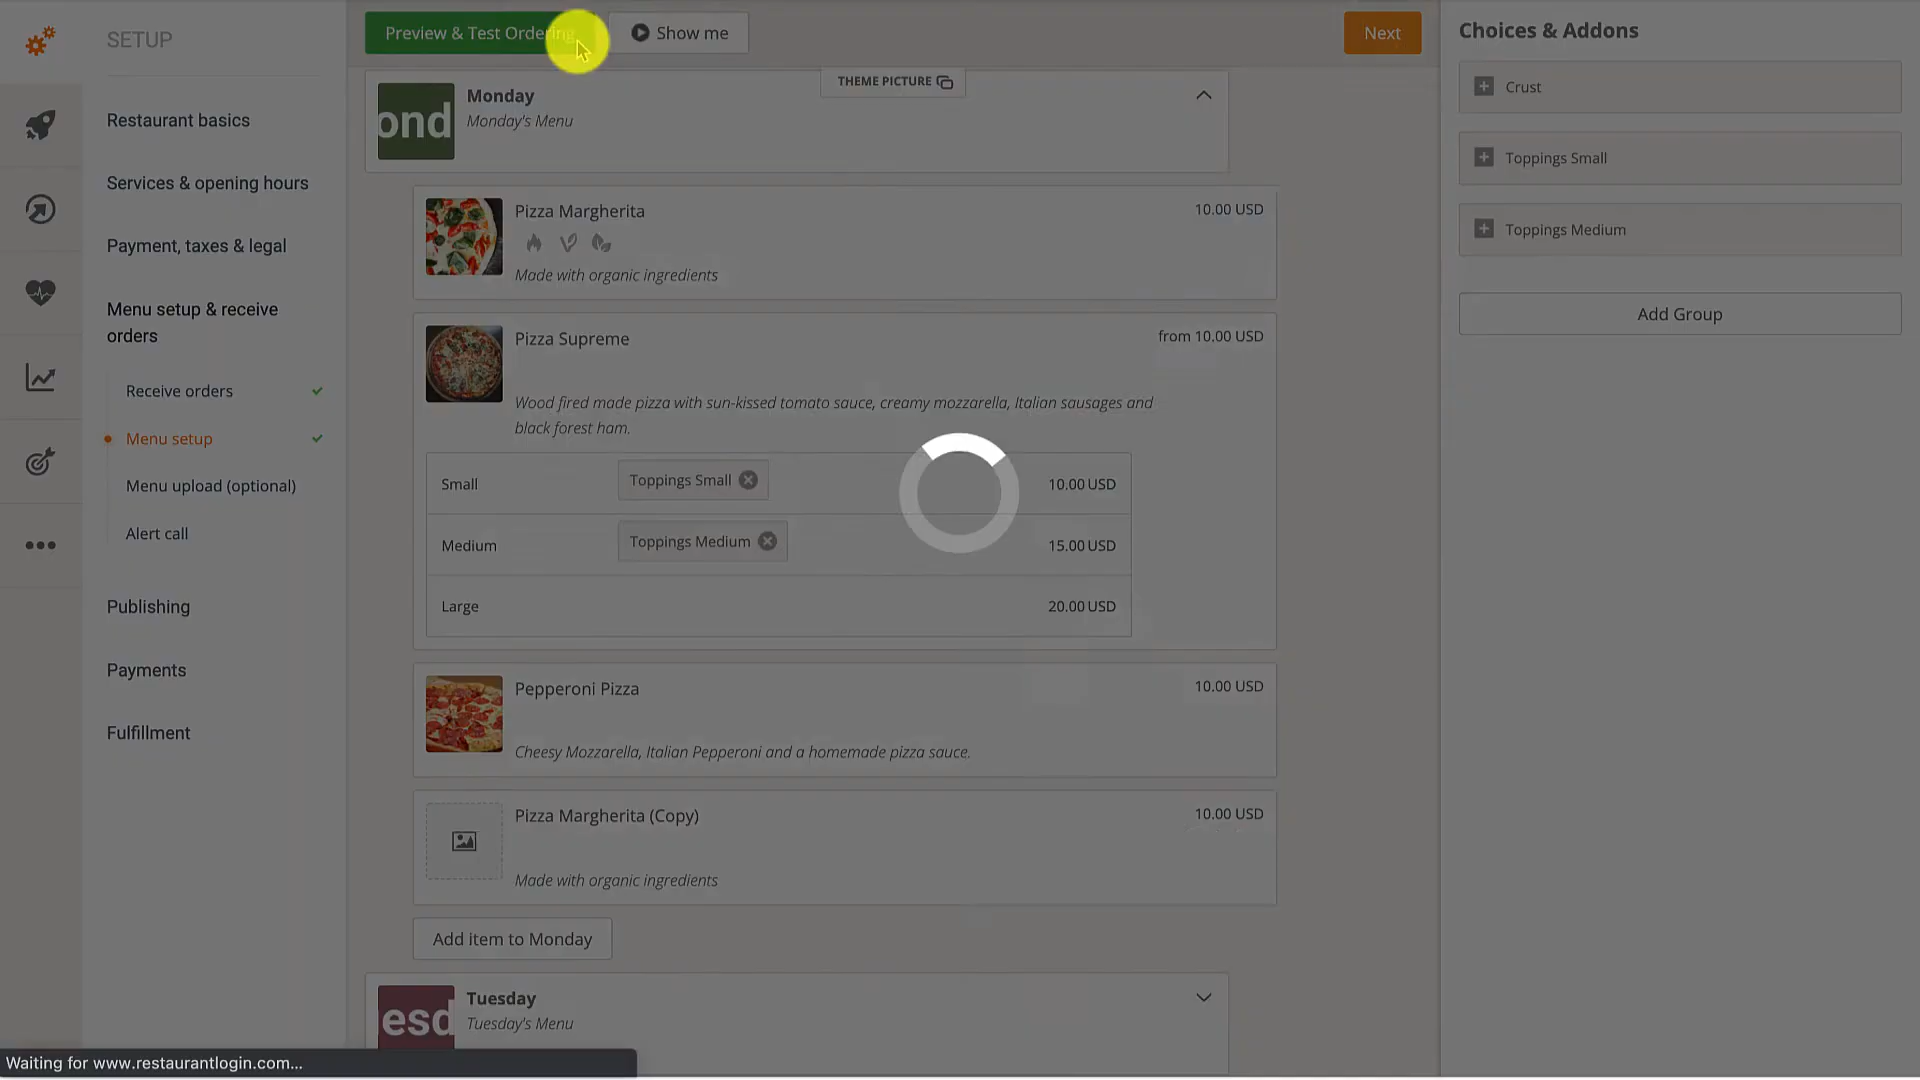 SETUP
Restaurant basics
Services & opening hours
Payment, taxes & legal
Menu setup & receive
orders
Receive orders
Menu setup
Menu upload (optional)
Alert call
Publishing
Payments
Fulfillment
Preview & Test Ordering
Show me
Next
THEME PICTURE
ond
Monday
Monday's Menu
Pizza Margherita
10.00 USD
Made with organic ingredients
Pizza Supreme
from 10.00 USD
Wood fired made pizza with sun-kissed tomato sauce, creamy mozzarella, Italian sausages and
black forest ham.
Small
Toppings Small
10.00 USD
Medium
Toppings Medium
15.00 USD
Large
20.00 USD
Pepperoni Pizza
10.00 USD
Cheesy Mozzarella, Italian Pepperoni and a homemade pizza sauce.
Pizza Margherita (Copy)
10.00 USD
Made with organic ingredients
Add item to Monday
esd
Tuesday
Tuesday's Menu
Choices & Addons
Crust
Toppings Small
Toppings Medium
Add Group
Waiting for www.restaurantlogin.com...